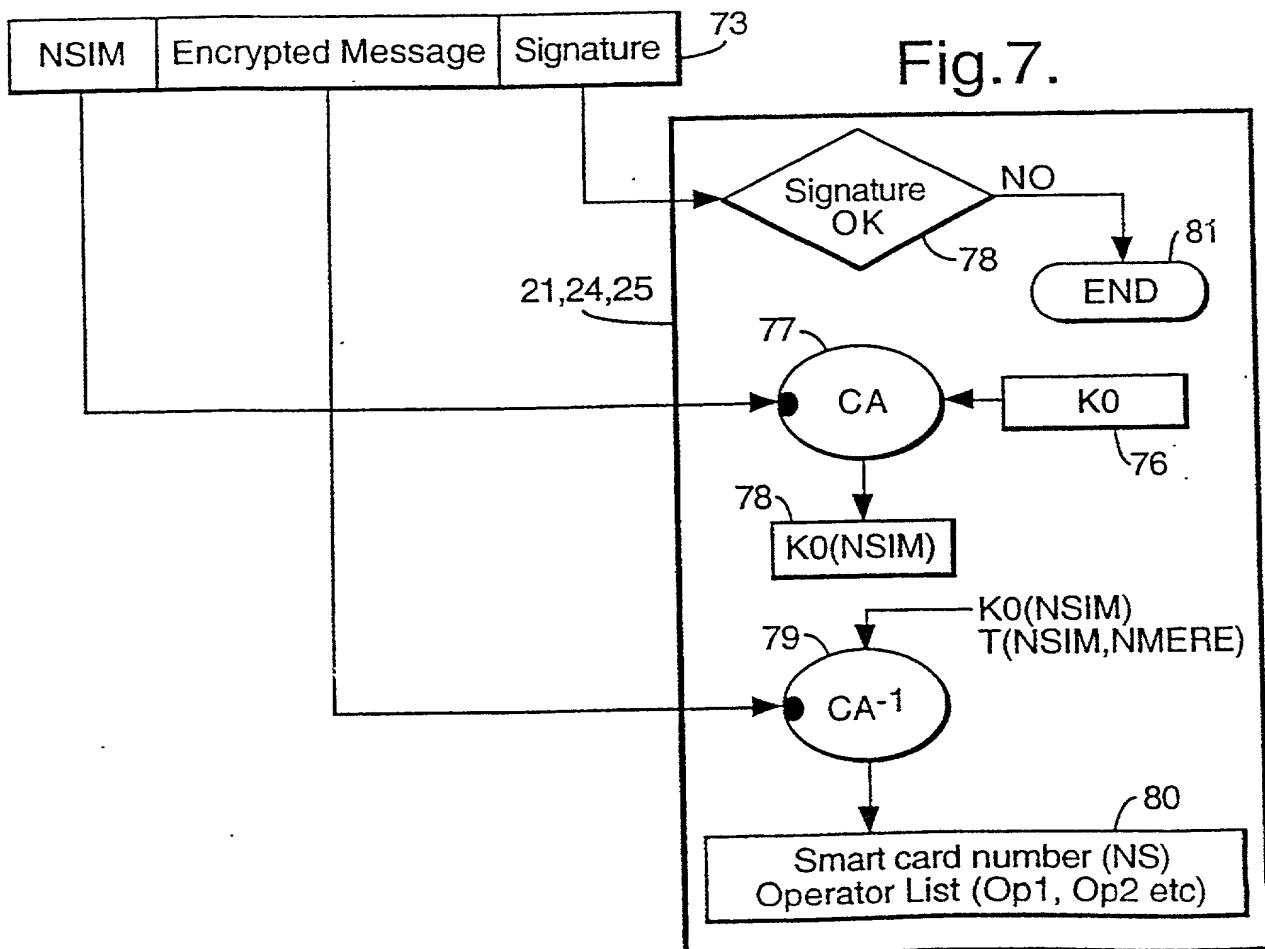 NSIM Encrypted Message Signature 73
Fig.7.
Signature
OK
NO
78
81
END
21,24,25
77
CA
K0
76
78
K0(NSIM)
K0(NSIM)
T(NSIM,NMERE)
79
CA-1
80
Smart card number (NS)
Operator List (Op1, Op2 etc)